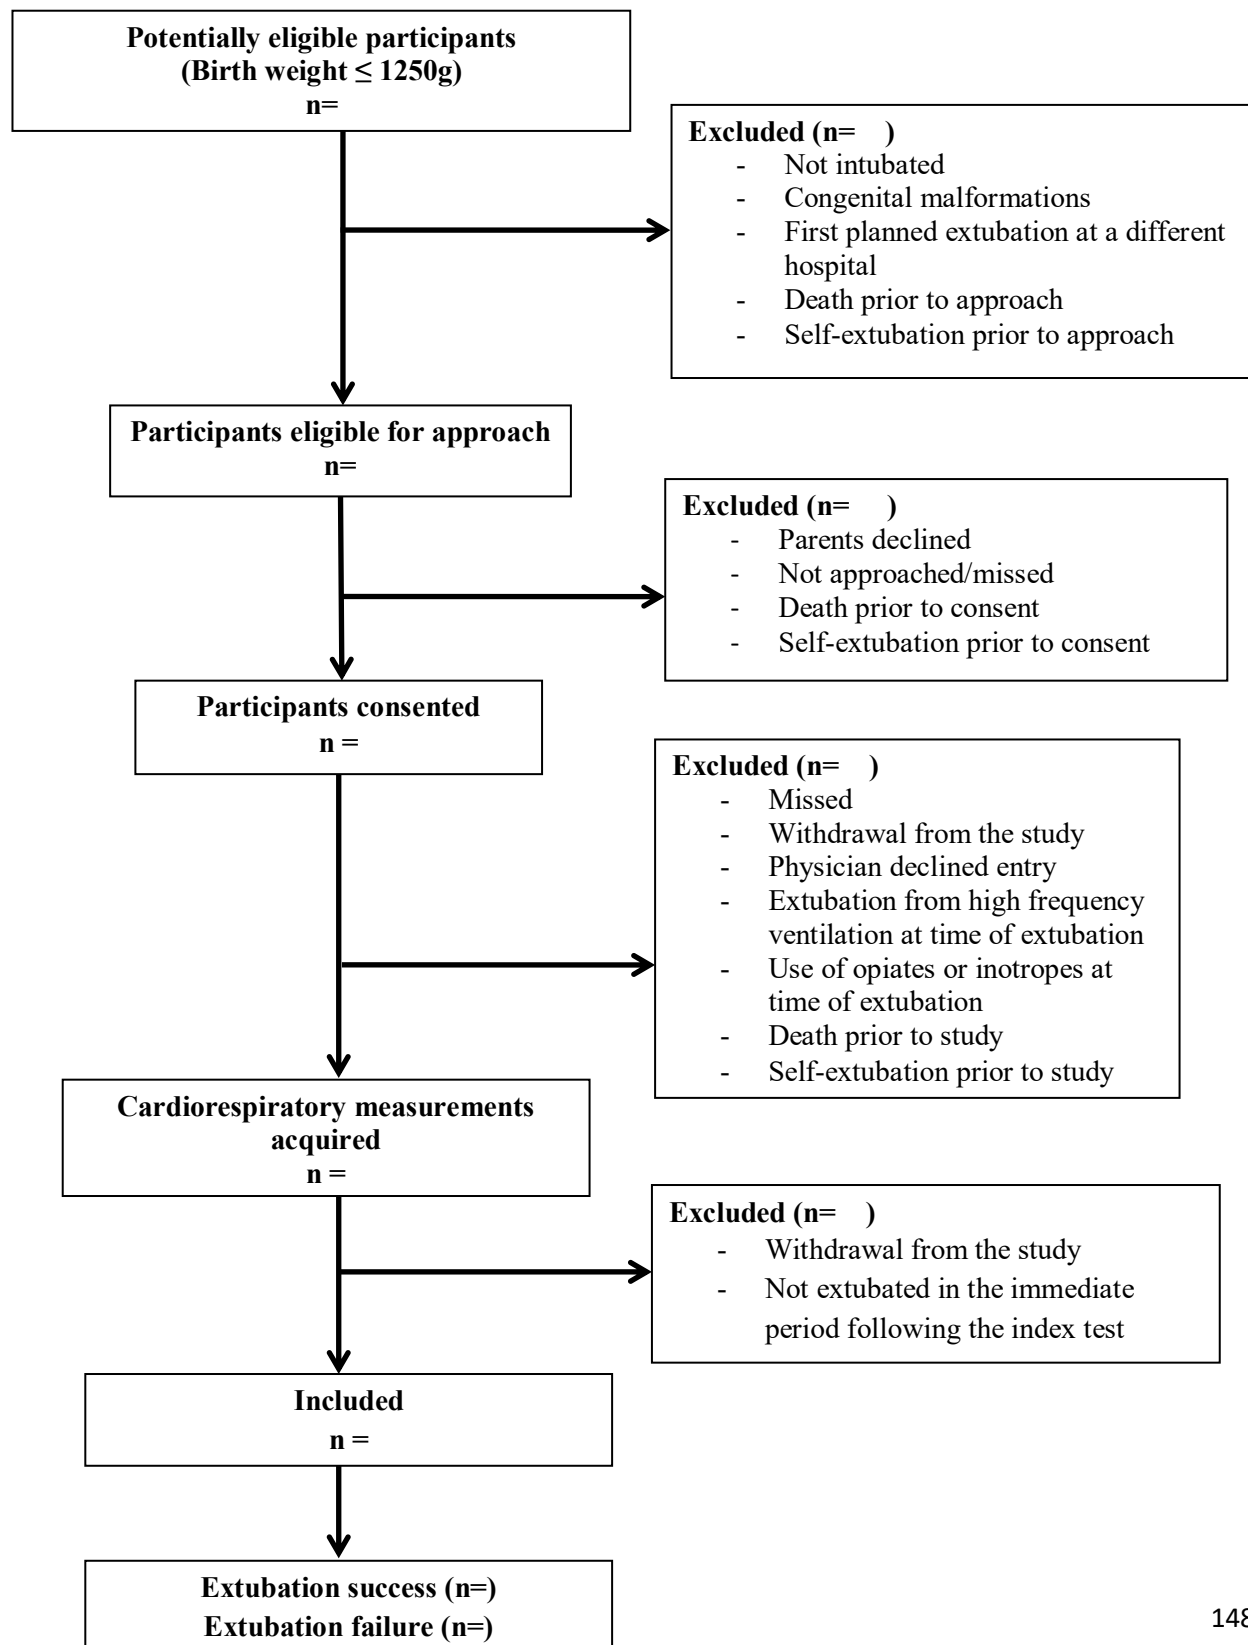 Potentially eligible participants
(Birth weight ≤ 1250g)
n=
Excluded (n=    )
- Not intubated
- Congenital malformations
- First planned extubation at a different
hospital
- Death prior to approach
- Self-extubation prior to approach
Participants eligible for approach
n=
Excluded (n=    )
- Parents declined
- Not approached/missed
- Death prior to consent
- Self-extubation prior to consent
Participants consented
n =
Excluded (n=    )
- Missed
- Withdrawal from the study
- Physician declined entry
- Extubation from high frequency
ventilation at time of extubation
- Use of opiates or inotropes at
time of extubation
- Death prior to study
- Self-extubation prior to study
Cardiorespiratory measurements
acquired
n =
Excluded (n=    )
- Withdrawal from the study
- Not extubated in the immediate
period following the index test
Included
n =
Extubation success (n=)
Extubation failure (n=)
148